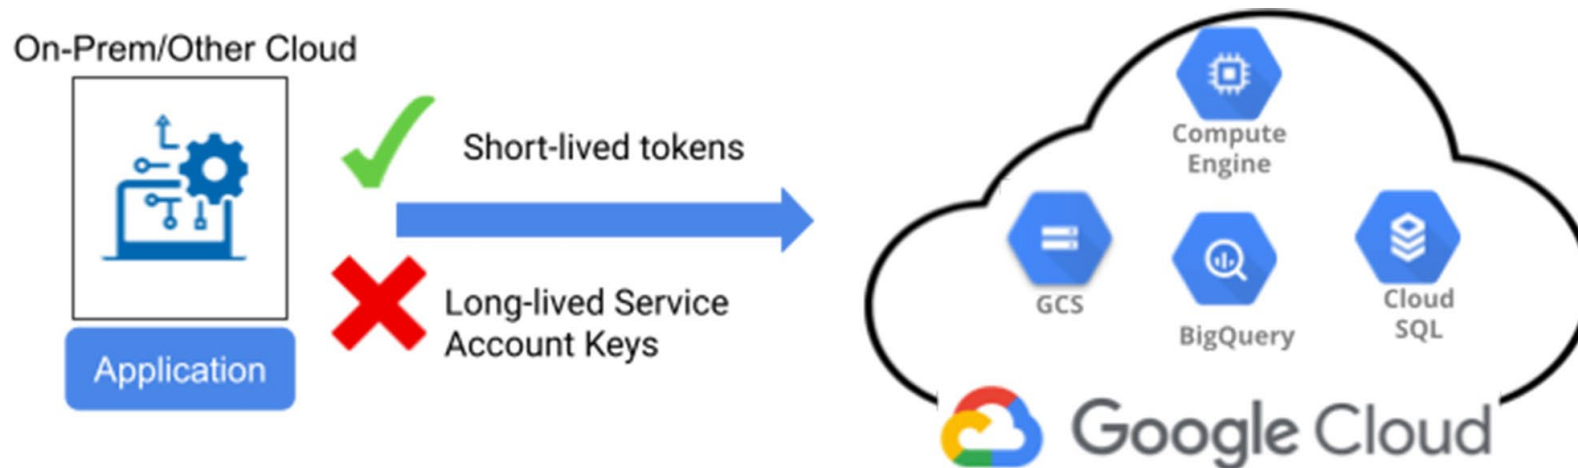 On-Prem/Other Cloud
Application
Short-lived tokens
Long-lived Service
Account Keys
Compute
Engine
GCS
BigQuery
Cloud
SQL
Google Cloud